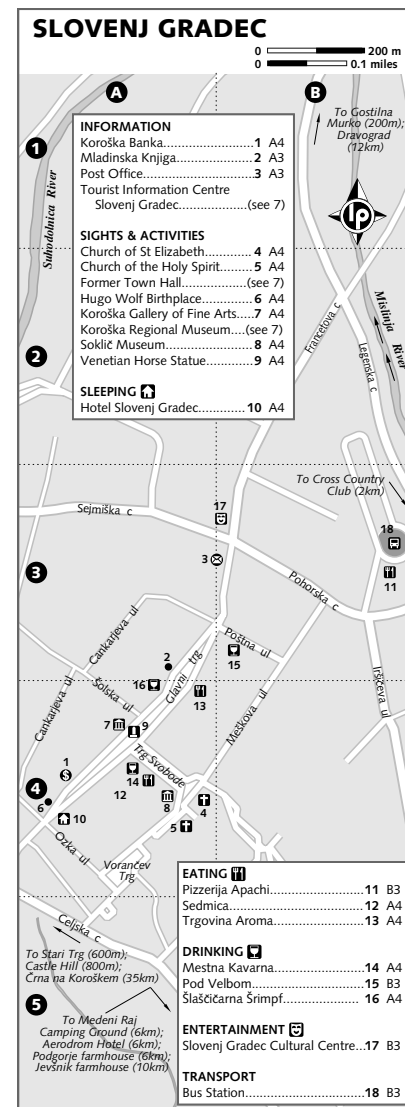 SLOVENJ GRADEC
0 200 m
0 0.1 miles
A
B
1
To Gostilna
Murko (200m);
Dravograd
(12km)
INFORMATION
Koroška Banka............................1 A4
Mladinska Knjiga........................2 A3
Post Office..................................3 A3
Tourist Information Centre
Slovenj Gradec.....................(see 7)
SIGHTS & ACTIVITIES
Church of St Elizabeth................4 A4
Church of the Holy Spirit............5 A4
Former Town Hall....................(see 7)
Hugo Wolf Birthplace................6 A4
Koroška Gallery of Fine Arts.....7 A4
Koroška Regional Museum....(see 7)
Soklič Museum...........................8 A4
Venetian Horse Statue...............9 A4
SLEEPING
Hotel Slovenj Gradec.............10 A4
Suhodolnica River
lp
Mislinja River
Francetova c
Legenska c
2
To Cross Country
Club (2km)
17
Sejmiška c
18
3
3
Pohorska c
11
Cankarjeva ul
Poštna ul
15
2
Glavni trg
16
13
Šolska ul
Iršičeva ul
Cankarjeva ul
Meškova ul
7
9
Trg Svobode
1
14
4
12
8
4
6
10
5
Ozka ul
Vorančev
Trg
Celjska c
To Stari Trg (600m);
Castle Hill (800m);
Črna na Koroškem (35km)
5
To Medeni Raj
Camping Ground (6km);
Aerodrom Hotel (6km);
Podgorje farmhouse (6km);
Jevšnik farmhouse (10km)
EATING
Pizzerija Apachi......................11 B3
Sedmica...................................12 A4
Trgovina Aroma......................13 A4
DRINKING
Mestna Kavarna......................14 A4
Pod Velbom.............................15 B3
Šlaščičarna Šrimpf.................. 16 A4
ENTERTAINMENT
Slovenj Gradec Cultural Centre...17 B3
TRANSPORT
Bus Station..............................18 B3